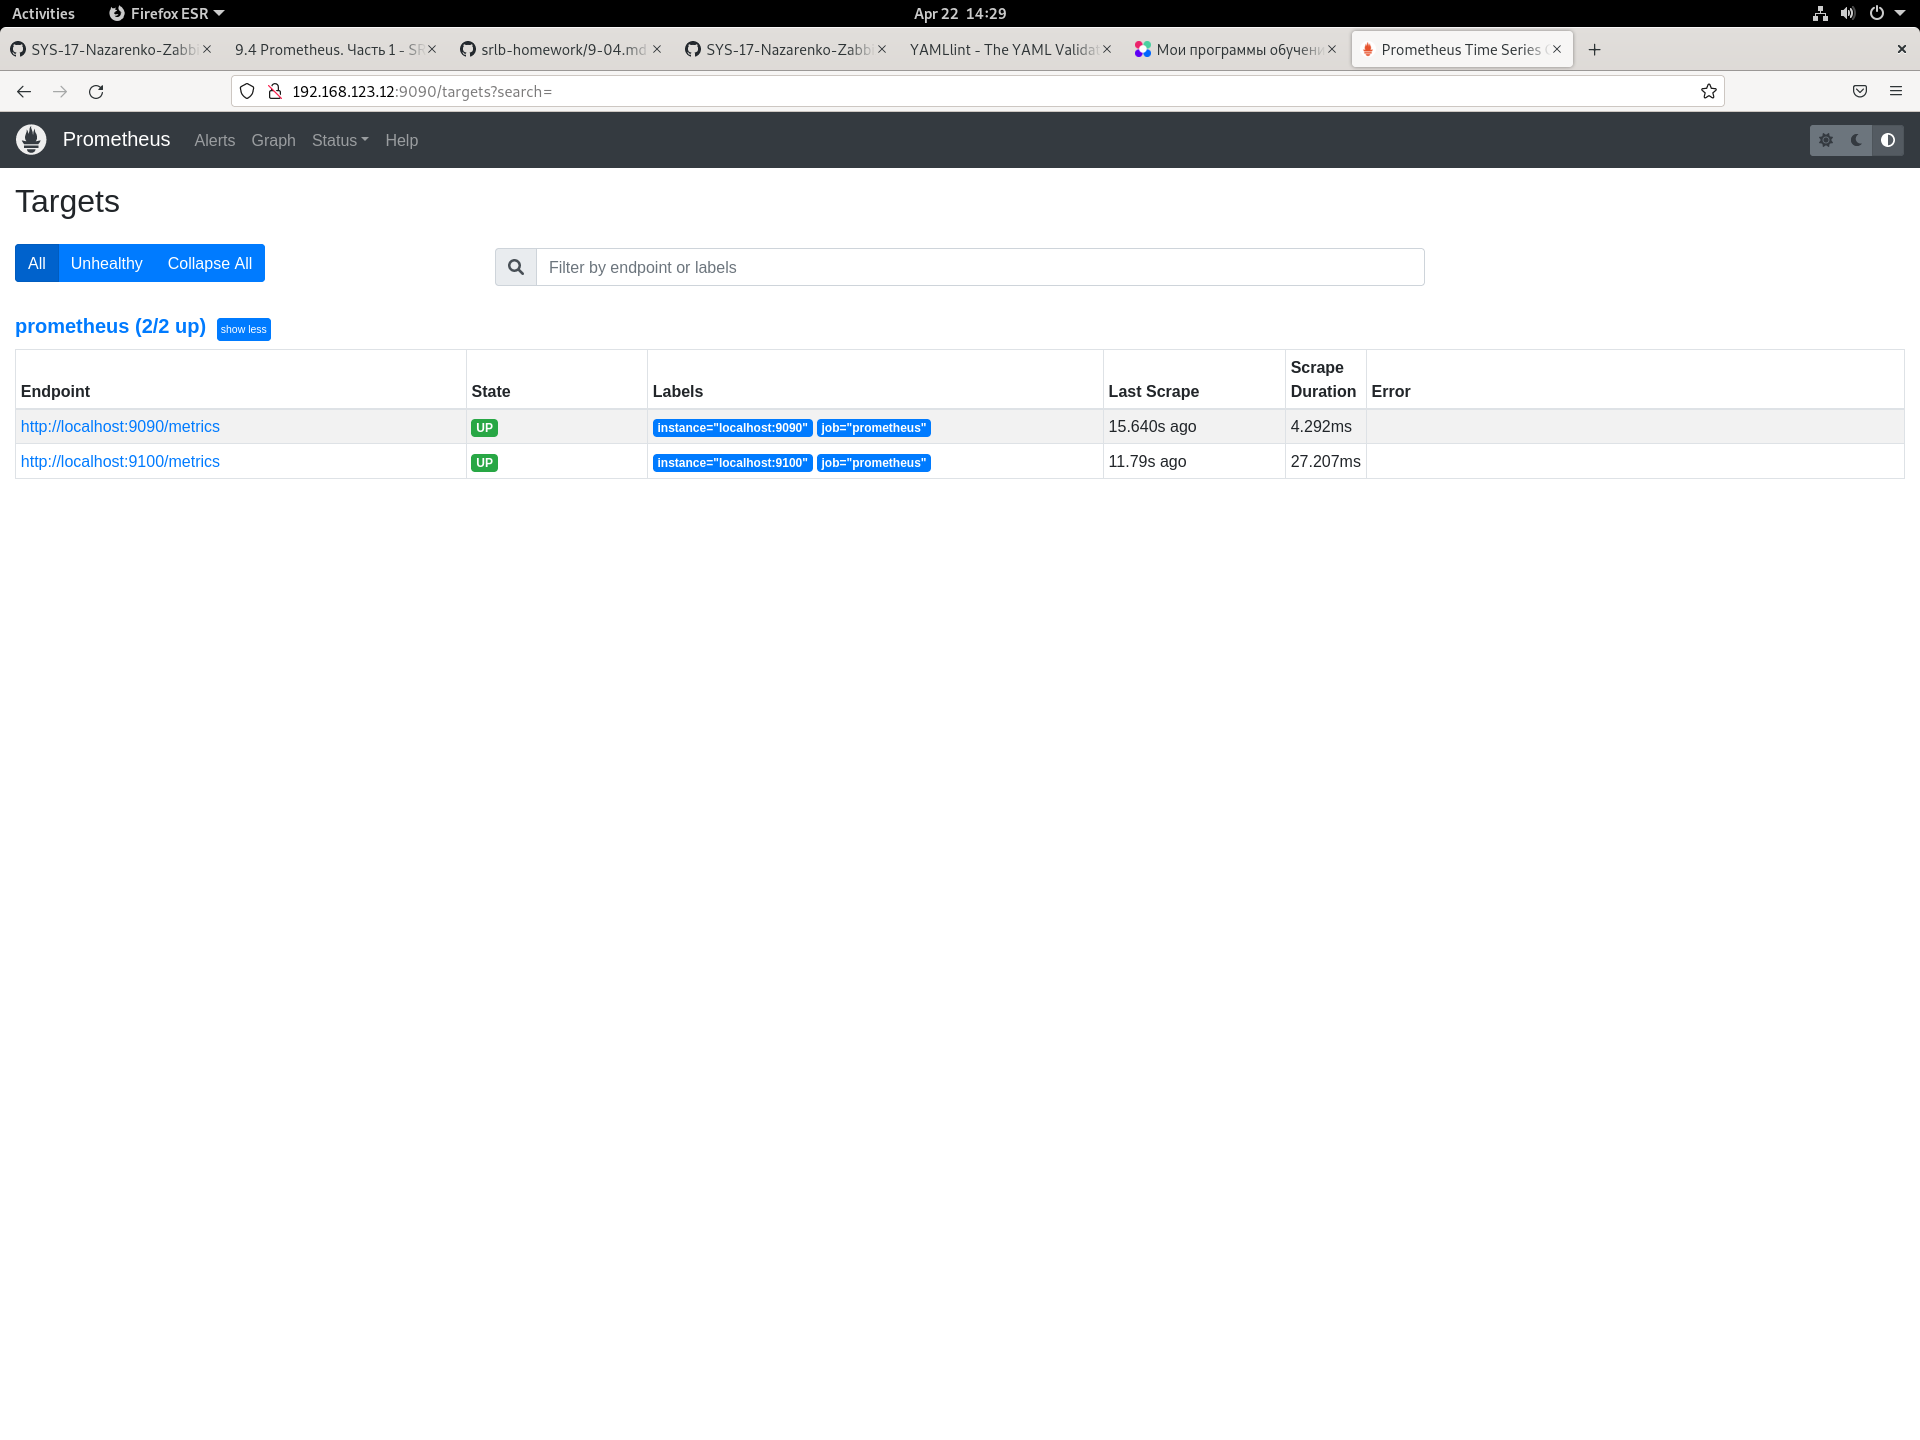 Activities Firefox ESR Apr 22 14:29
SYS-17-Nazarenko-Zabbi 9.4 Prometheus. Часть 1 - SR srlb-homework/9-04.md SYS-17-Nazarenko-Zabbi YAMLlint - The YAML Validat Мои программы обучени Prometheus Time Series
192.168.123.12:9090/targets?search=
Prometheus Alerts Graph Status Help
Targets
All Unhealthy Collapse All Filter by endpoint or labels
prometheus (2/2 up) show less
Endpoint State Labels Last Scrape Scrape Duration Error
http://localhost:9090/metrics UP instance="localhost:9090" job="prometheus" 15.640s ago 4.292ms
http://localhost:9100/metrics UP instance="localhost:9100" job="prometheus" 11.79s ago 27.207ms